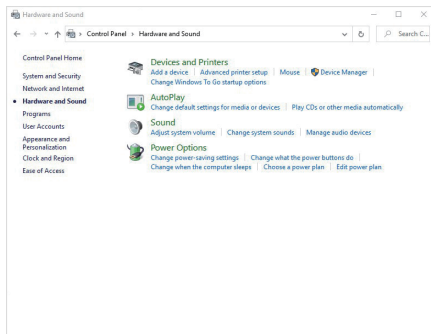 Hardware and Sound
Control Panel > Hardware and Sound
Search C...
Control Panel Home
System and Security
Network and Internet
Hardware and Sound
Programs
User Accounts
Appearance and
Personalization
Clock and Region
Ease of Access
Devices and Printers
Add a device | Advanced printer setup | Mouse | Device Manager |
Change Windows To Go startup options
AutoPlay
Change default settings for media or devices | Play CDs or other media automatically
Sound
Adjust system volume | Change system sounds | Manage audio devices
Power Options
Change power-saving settings | Change what the power buttons do |
Change when the computer sleeps | Choose a power plan | Edit power plan